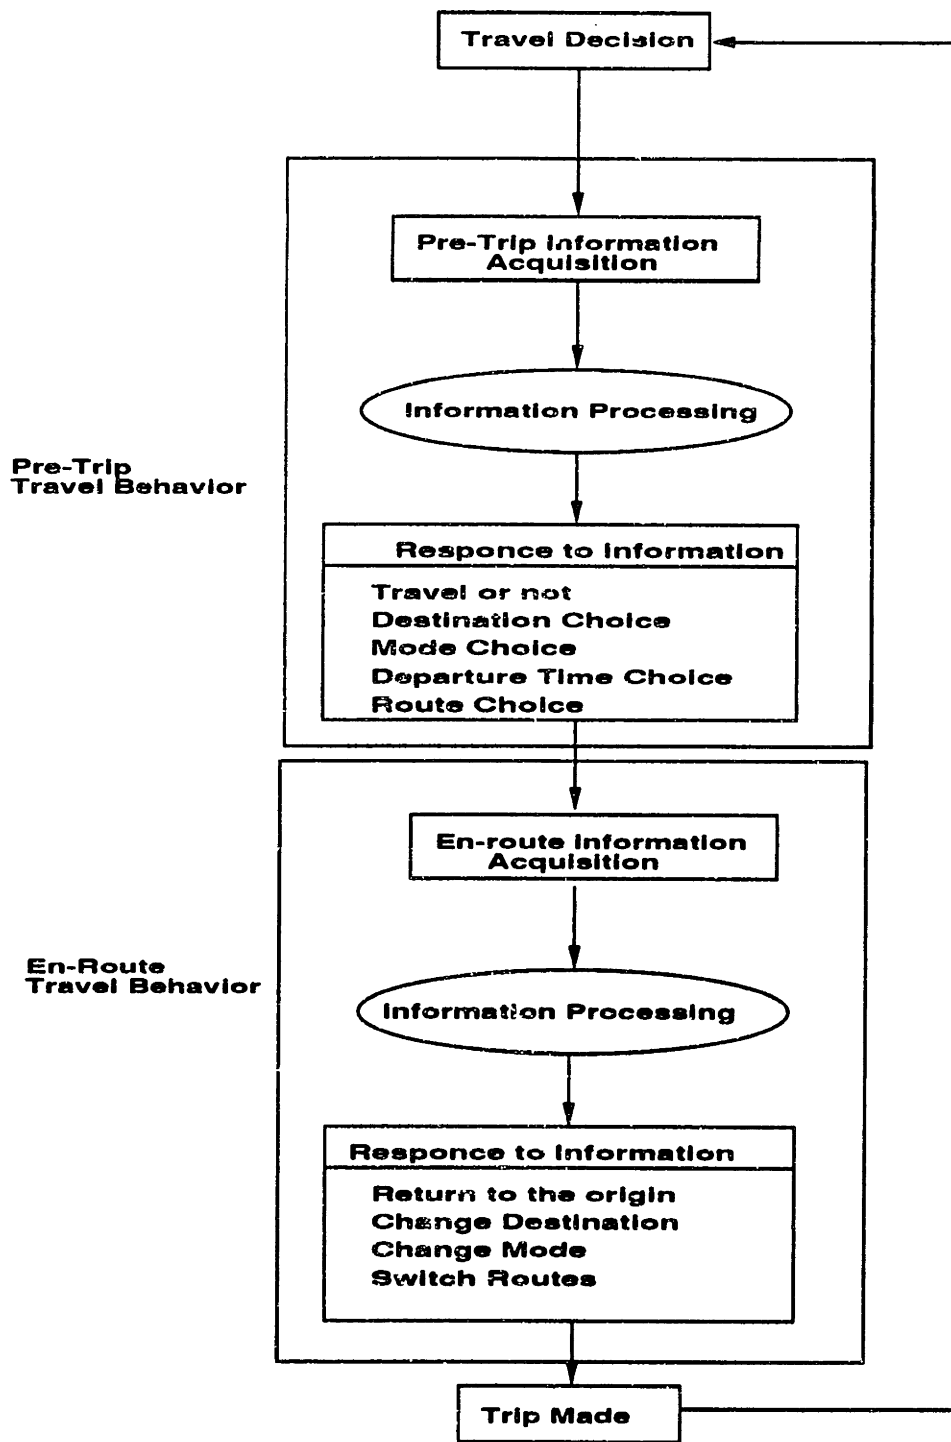 Travel Decision
Pre-Trip Information
Acquisition
Information Processing
Pre-Trip
Travel Behavior
Responce to Information
Travel or not
Destination Choice
Mode Choice
Departure Time Choice
Route Choice
En-route Information
Acquisition
En-Route
Travel Behavior
Information Processing
Responce to Information
Return to the origin
Change Destination
Change Mode
Switch Routes
Trip Made